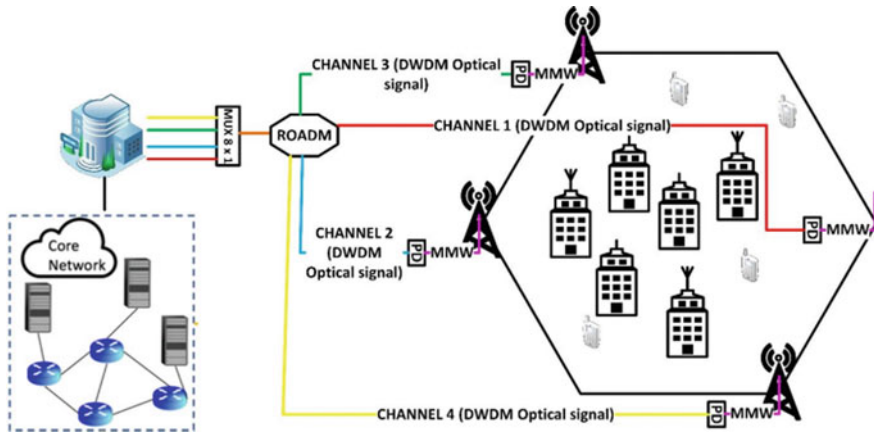 CHANNEL 3 (DWDM Optical
signal)
PD
MMW
MUX 8 x 1
ROADM
CHANNEL 1 (DWDM Optical signal)
PD
MMW
CHANNEL 2
(DWDM
Optical signal)
PD
MMW
Core
Network
CHANNEL 4 (DWDM Optical signal)
PD
MMW